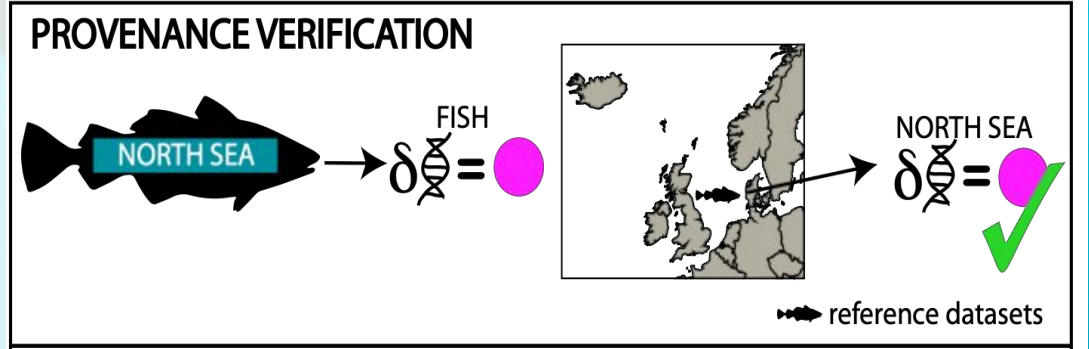 PROVENANCE VERIFICATION
NORTH SEA
FISH
δ =
NORTH SEA
δ =
reference datasets